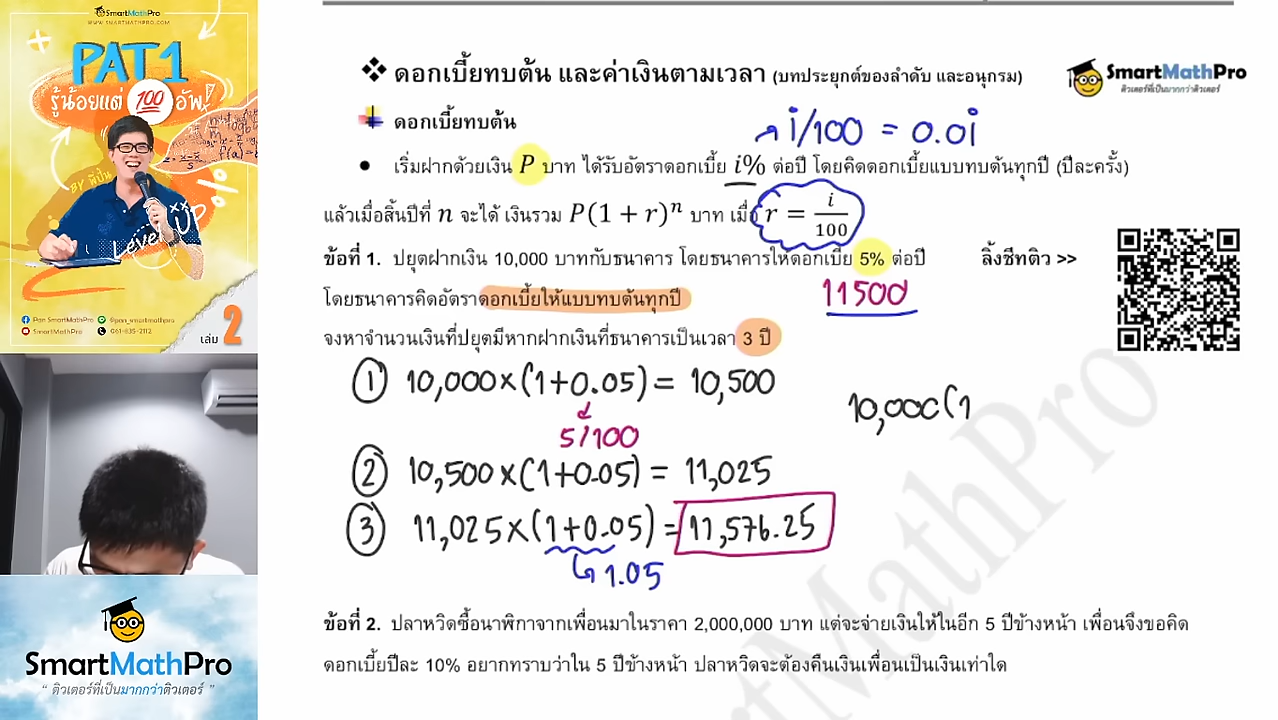 SmartMathPro
WWW.SMARTMATHPRO.COM
PAT1
รู้น้อยแต่ 100 อัพ!
BY พี่ปั้น
Level UP
Pan SmartMathPro @pan_smartmathpro
SmartMathPro 061-835-2112
เล่ม 2
SmartMathPro
“ ติวเตอร์ที่เป็นมากกว่าติวเตอร์ ”
❖ ดอกเบี้ยทบต้น และค่าเงินตามเวลา (บทประยุกต์ของลำดับ และอนุกรม)
SmartMathPro
ติวเตอร์ที่เป็นมากกว่าติวเตอร์
ดอกเบี้ยทบต้น
i/100 = 0.0i
● เริ่มฝากด้วยเงิน P บาท ได้รับอัตราดอกเบี้ย i% ต่อปี โดยคิดดอกเบี้ยแบบทบต้นทุกปี (ปีละครั้ง)
แล้วเมื่อสิ้นปีที่ n จะได้ เงินรวม P(1 + r)ⁿ บาท เมื่อ r = i/100
ข้อที่ 1. ปยุตฝากเงิน 10,000 บาทกับธนาคาร โดยธนาคารให้ดอกเบี้ย 5% ต่อปี ลิ้งชีทติว >>
โดยธนาคารคิดอัตราดอกเบี้ยให้แบบทบต้นทุกปี
11500
จงหาจำนวนเงินที่ปยุตมีหากฝากเงินที่ธนาคารเป็นเวลา 3 ปี
① 10,000×(1+0.05) = 10,500
5/100
10,000(1
② 10,500×(1+0.05) = 11,025
③ 11,025×(1+0.05) = 11,576.25
1.05
ข้อที่ 2. ปลาหวิดซื้อนาฬิกาจากเพื่อนมาในราคา 2,000,000 บาท แต่จะจ่ายเงินให้ในอีก 5 ปีข้างหน้า เพื่อนจึงขอคิด
ดอกเบี้ยปีละ 10% อยากทราบว่าใน 5 ปีข้างหน้า ปลาหวิดจะต้องคืนเงินเพื่อนเป็นเงินเท่าใด
SmartMathPro